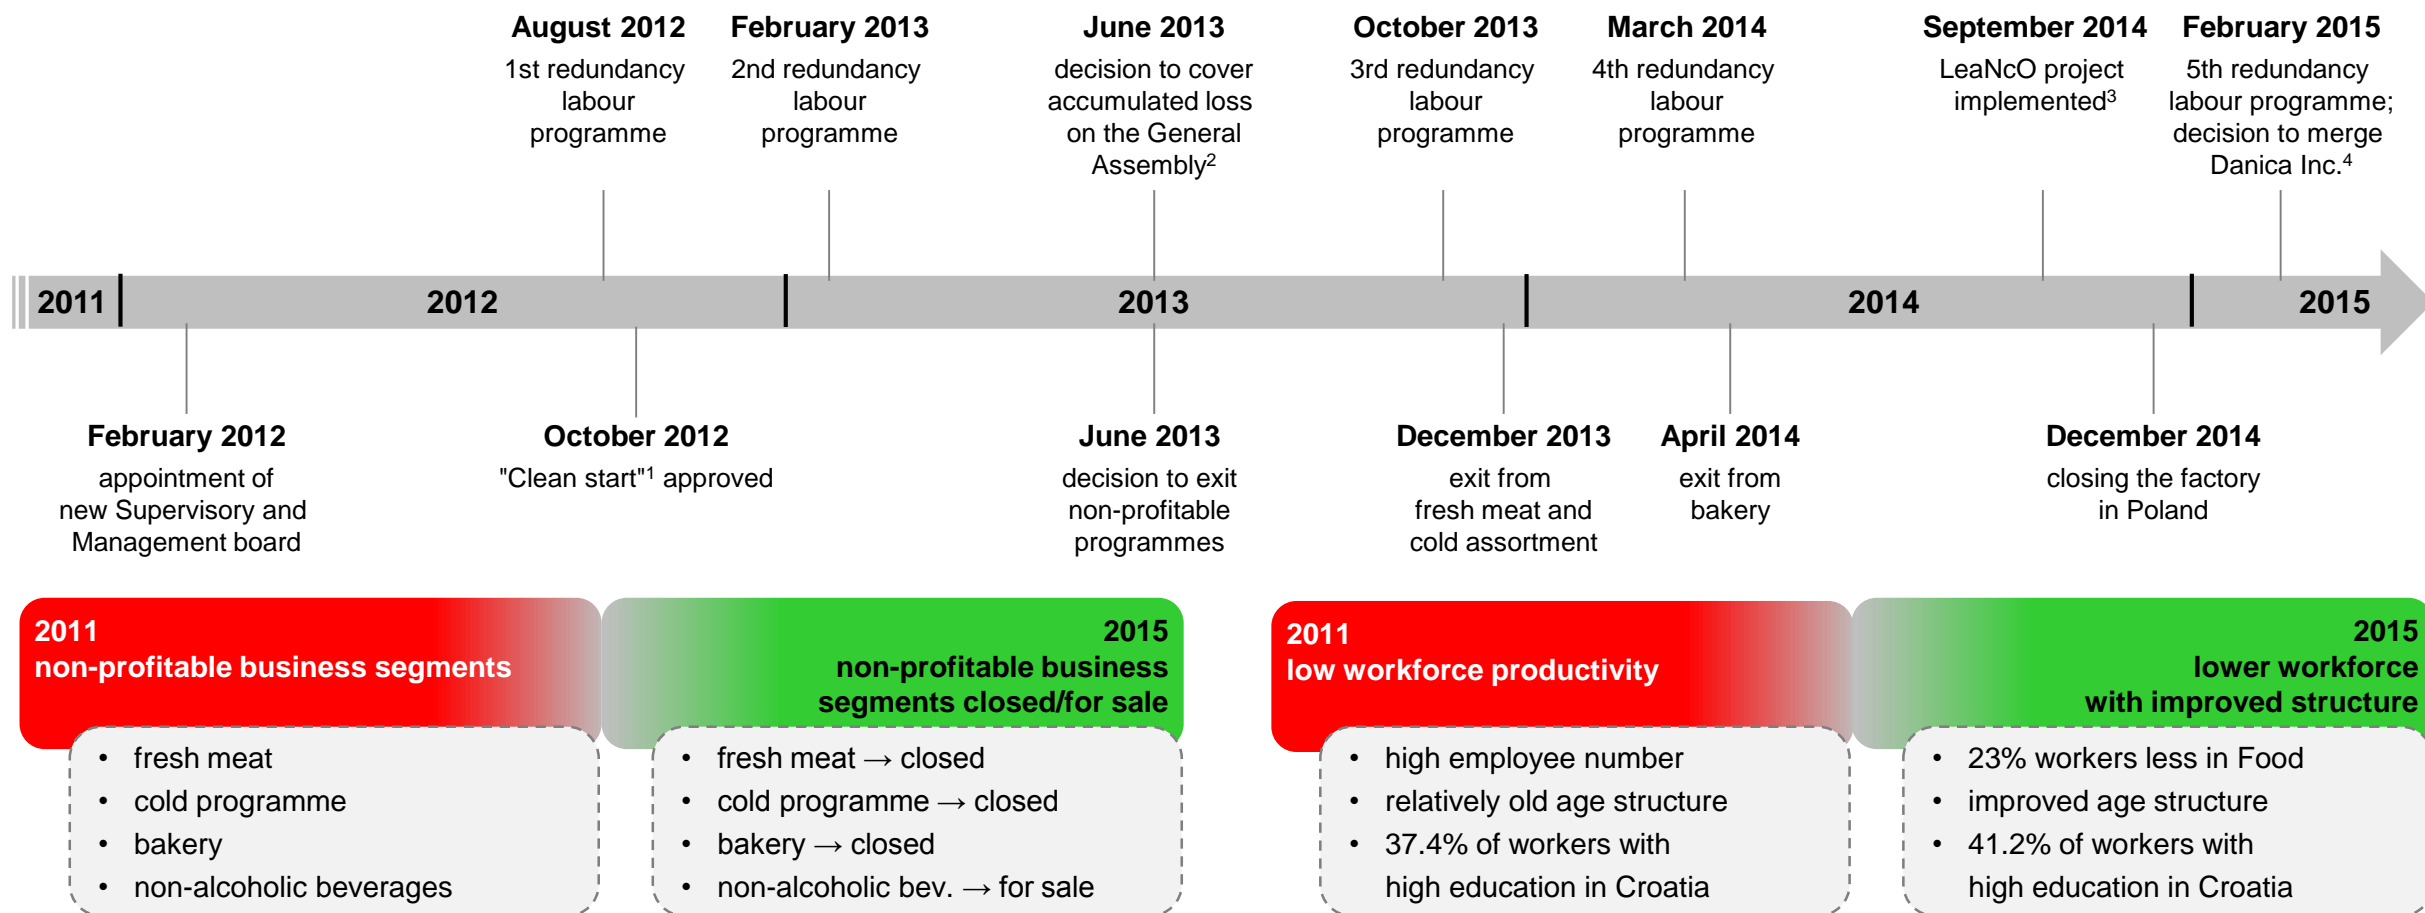 August 2012
1st redundancy
labour
programme
February 2013
2nd redundancy
labour
programme
June 2013
decision to cover
accumulated loss
on the General
Assembly²
October 2013
3rd redundancy
labour
programme
March 2014
4th redundancy
labour
programme
September 2014
LeaNcO project
implemented³
February 2015
5th redundancy
labour programme;
decision to merge
Danica Inc.⁴
2011
2012
2013
2014
2015
February 2012
appointment of
new Supervisory and
Management board
October 2012
"Clean start"¹ approved
June 2013
decision to exit
non-profitable
programmes
December 2013
exit from
fresh meat and
cold assortment
April 2014
exit from
bakery
December 2014
closing the factory
in Poland
2011
non-profitable business segments
• fresh meat
• cold programme
• bakery
• non-alcoholic beverages
2015
non-profitable business
segments closed/for sale
• fresh meat → closed
• cold programme → closed
• bakery → closed
• non-alcoholic bev. → for sale
2011
low workforce productivity
• high employee number
• relatively old age structure
• 37.4% of workers with
high education in Croatia
2015
lower workforce
with improved structure
• 23% workers less in Food
• improved age structure
• 41.2% of workers with
high education in Croatia